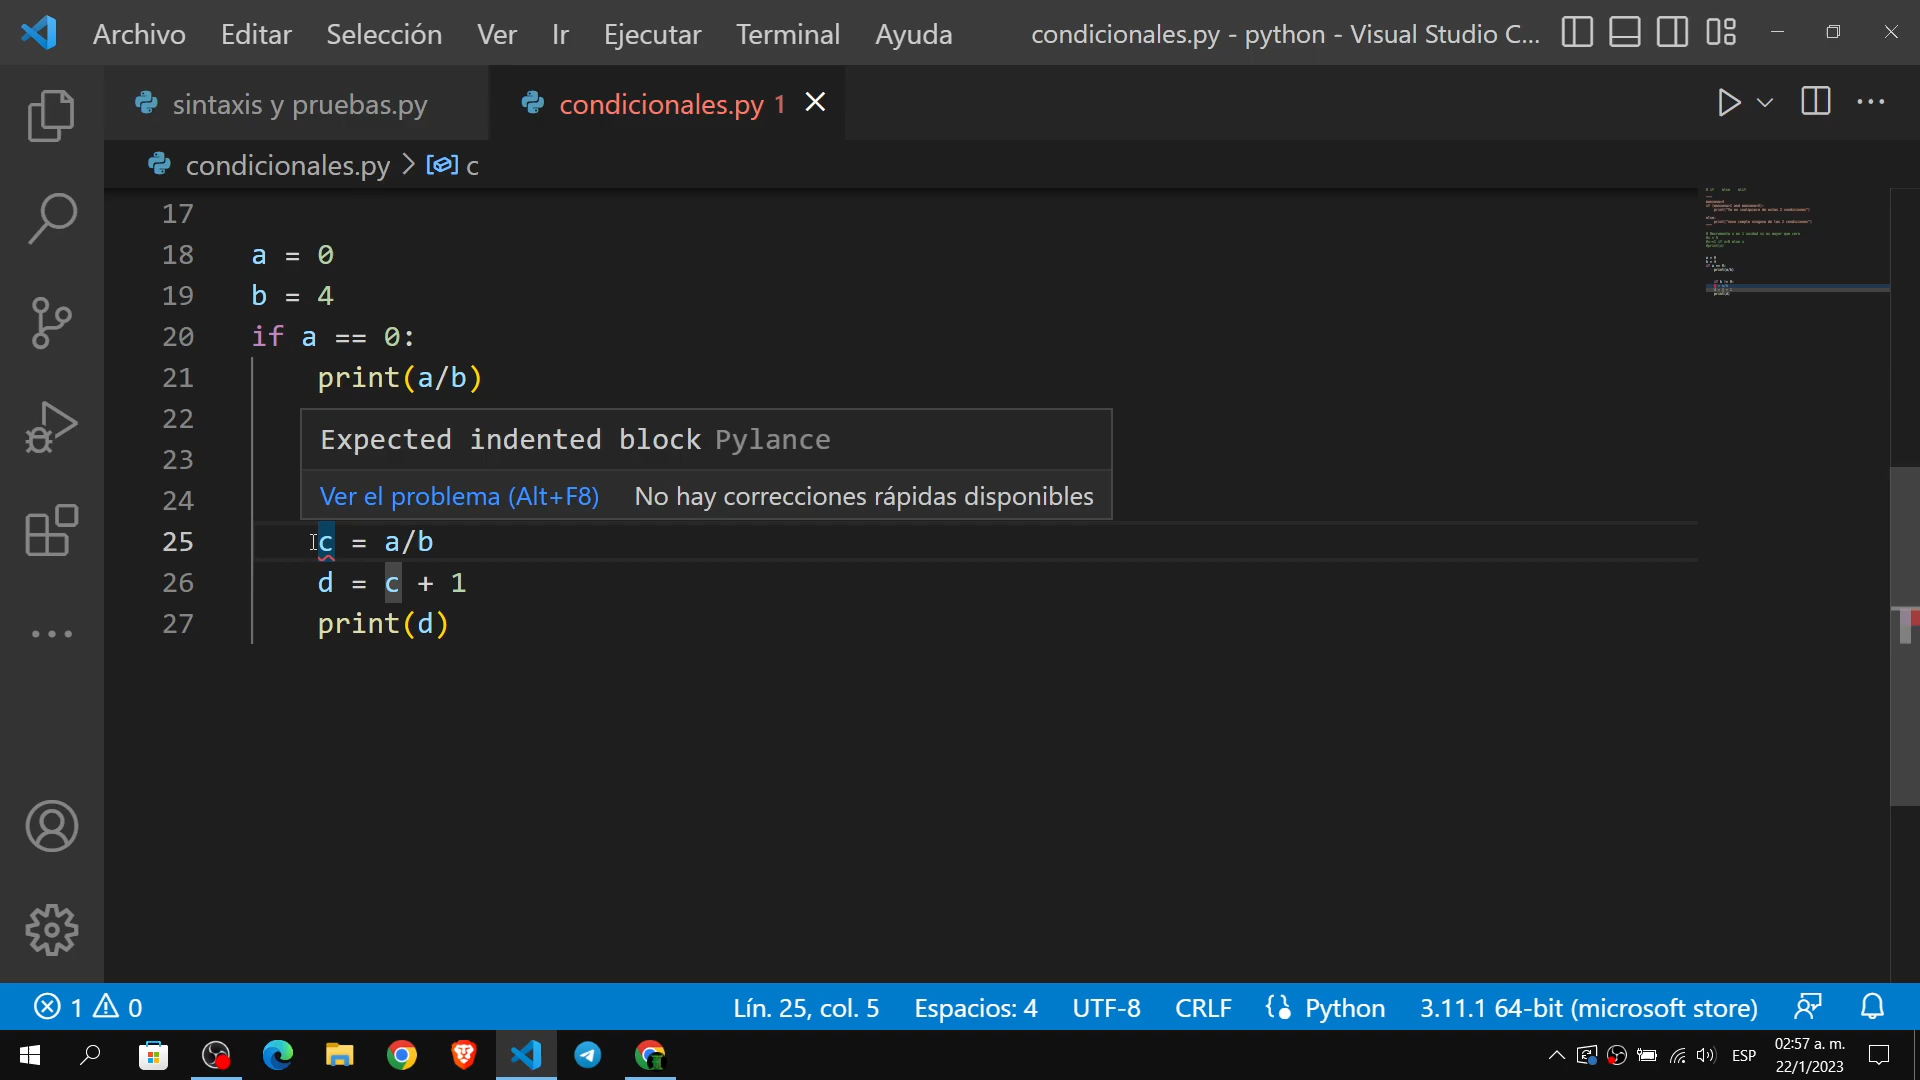 Archivo Editar Selección Ver Ir Ejecutar Terminal Ayuda condicionales.py - python - Visual Studio C...
sintaxis y pruebas.py condicionales.py 1
condicionales.py > c
17
18 a = 0
19 b = 4
20 if a == 0:
21 print(a/b)
22
Expected indented block Pylance
23
Ver el problema (Alt+F8) No hay correcciones rápidas disponibles
24
25 c = a/b
26 d = c + 1
27 print(d)
1 0 Lín. 25, col. 5 Espacios: 4 UTF-8 CRLF Python 3.11.1 64-bit (microsoft store)
ESP 02:57 a. m.
22/1/2023